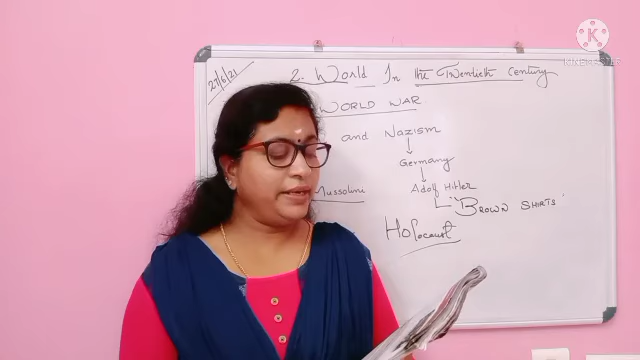 27/6/21
2. World In the Twentieth Century
WORLD WAR
and Nazism
Germany
Mussolini
Adolf Hitler
'BROWN SHIRTS'
Holocaust
K
KINEMASTER